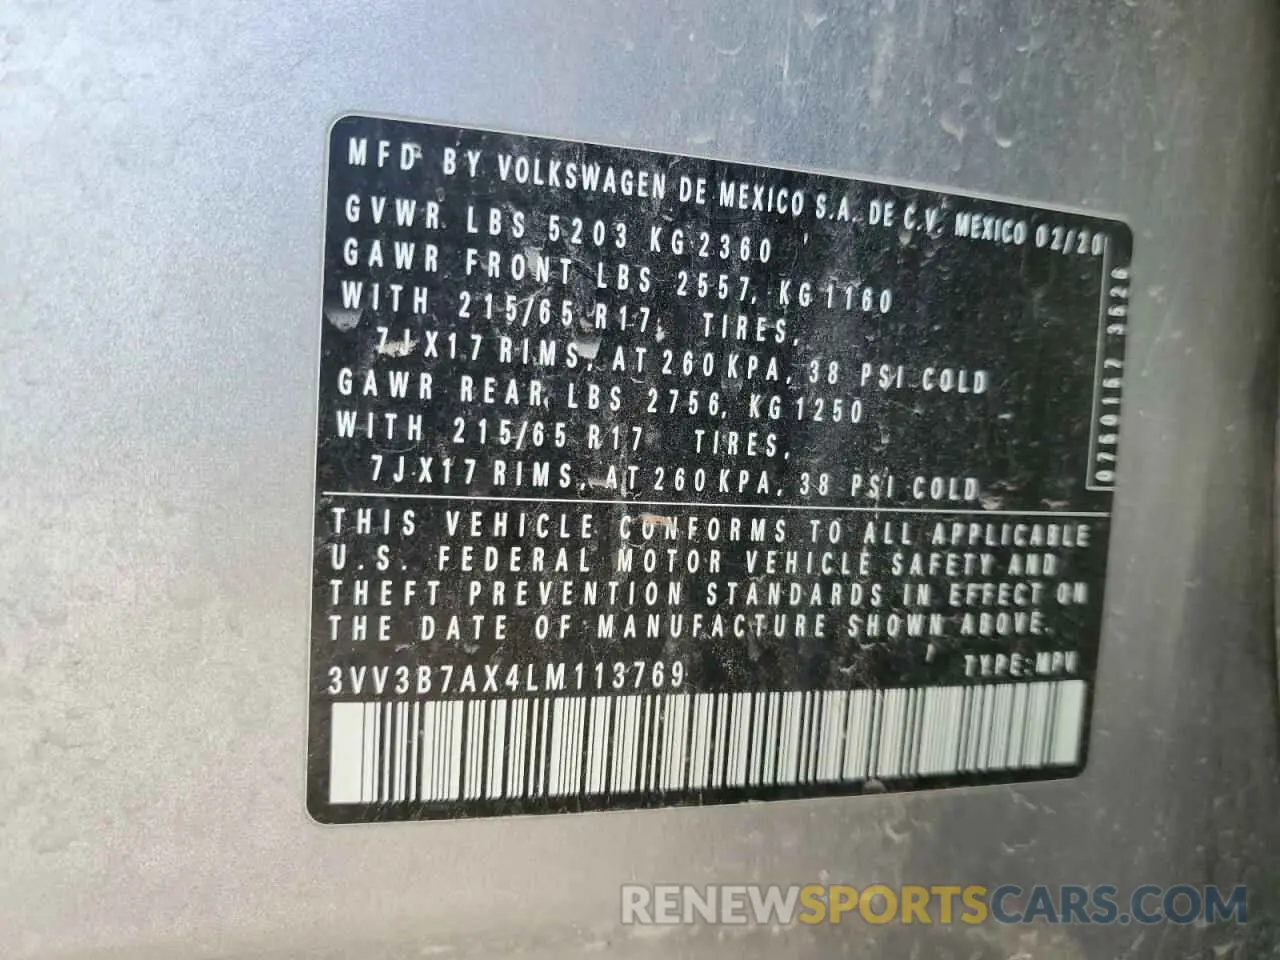 MFD BY VOLKSWAGEN DE MEXICO S.A. DE C.V. MEXICO 02/20
GVWR LBS 5203 KG 2360
GAWR FRONT LBS 2557, KG 1160
WITH 215/65 R17, TIRES,
7J X17 RIMS, AT 260 KPA, 38 PSI COLD
GAWR REAR LBS 2756, KG 1250
WITH 215/65 R17 TIRES,
7J X17 RIMS, AT 260 KPA, 38 PSI COLD
THIS VEHICLE CONFORMS TO ALL APPLICABLE
U.S. FEDERAL MOTOR VEHICLE SAFETY AND
THEFT PREVENTION STANDARDS IN EFFECT ON
THE DATE OF MANUFACTURE SHOWN ABOVE.
3VV3B7AX4LM113769 TYPE: MPV
RENEWSPORTSCARS.COM